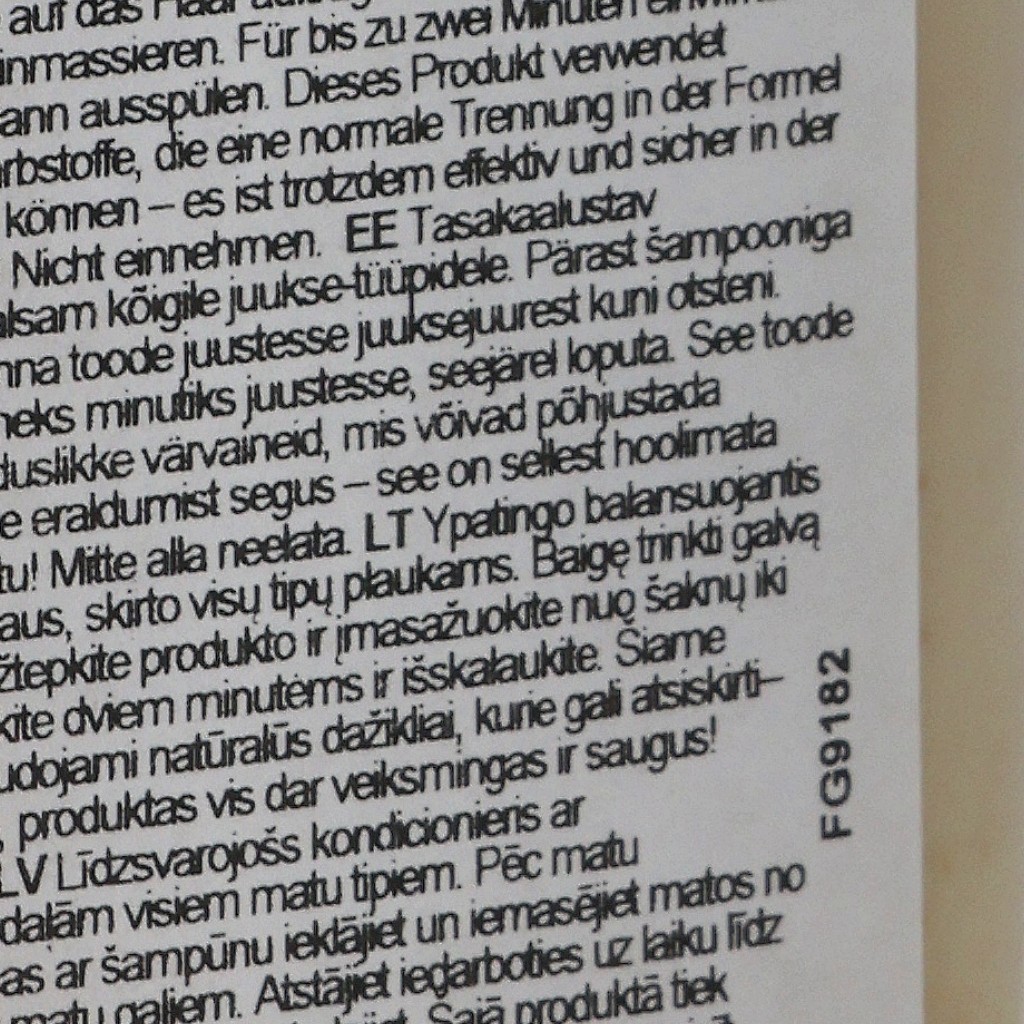 auf das Haar
inmassieren. Für bis zu zwei Minuten
ann ausspülen. Dieses Produkt verwendet
rbstoffe, die eine normale Trennung in der Formel
können – es ist trotzdem effektiv und sicher in der
Nicht einnehmen. EE Tasakaalustav
alsam kõigile juukse-tüüpidele. Pärast šampooniga
nna toode juustesse juuksejuurest kuni otsteni.
heks minutiks juustesse, seejärel loputa. See toode
duslikke värvaineid, mis võivad põhjustada
e eraldumist segus – see on sellest hoolimata
tu! Mitte alla neelata. LT Ypatingo balansuojantis
aus, skirto visų tipų plaukams. Baigę trinkti galvą
žtepkite produkto ir įmasažuokite nuo šaknų iki
kite dviem minutėms ir išskalaukite. Šiame
udojami natūralūs dažikliai, kurie gali atsiskirti–
, produktas vis dar veiksmingas ir saugus!
LV Līdzsvarojošs kondicionieris ar
daļām visiem matu tipiem. Pēc matu
as ar šampūnu ieklājiet un iemasējiet matos no
matu galiem. Atstājiet iedarboties uz laiku līdz
Šajā produktā tiek
FG9182